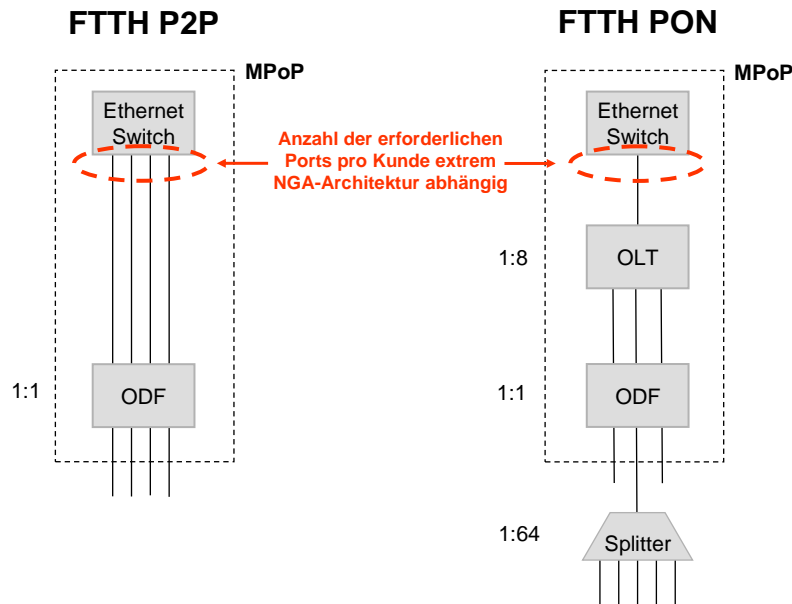 FTTH P2P
FTTH PON
MPoP
MPoP
Ethernet
Switch
Ethernet
Switch
Anzahl der erforderlichen
Ports pro Kunde extrem
NGA-Architektur abhängig
1:8
OLT
1:1
ODF
1:1
ODF
1:64
Splitter